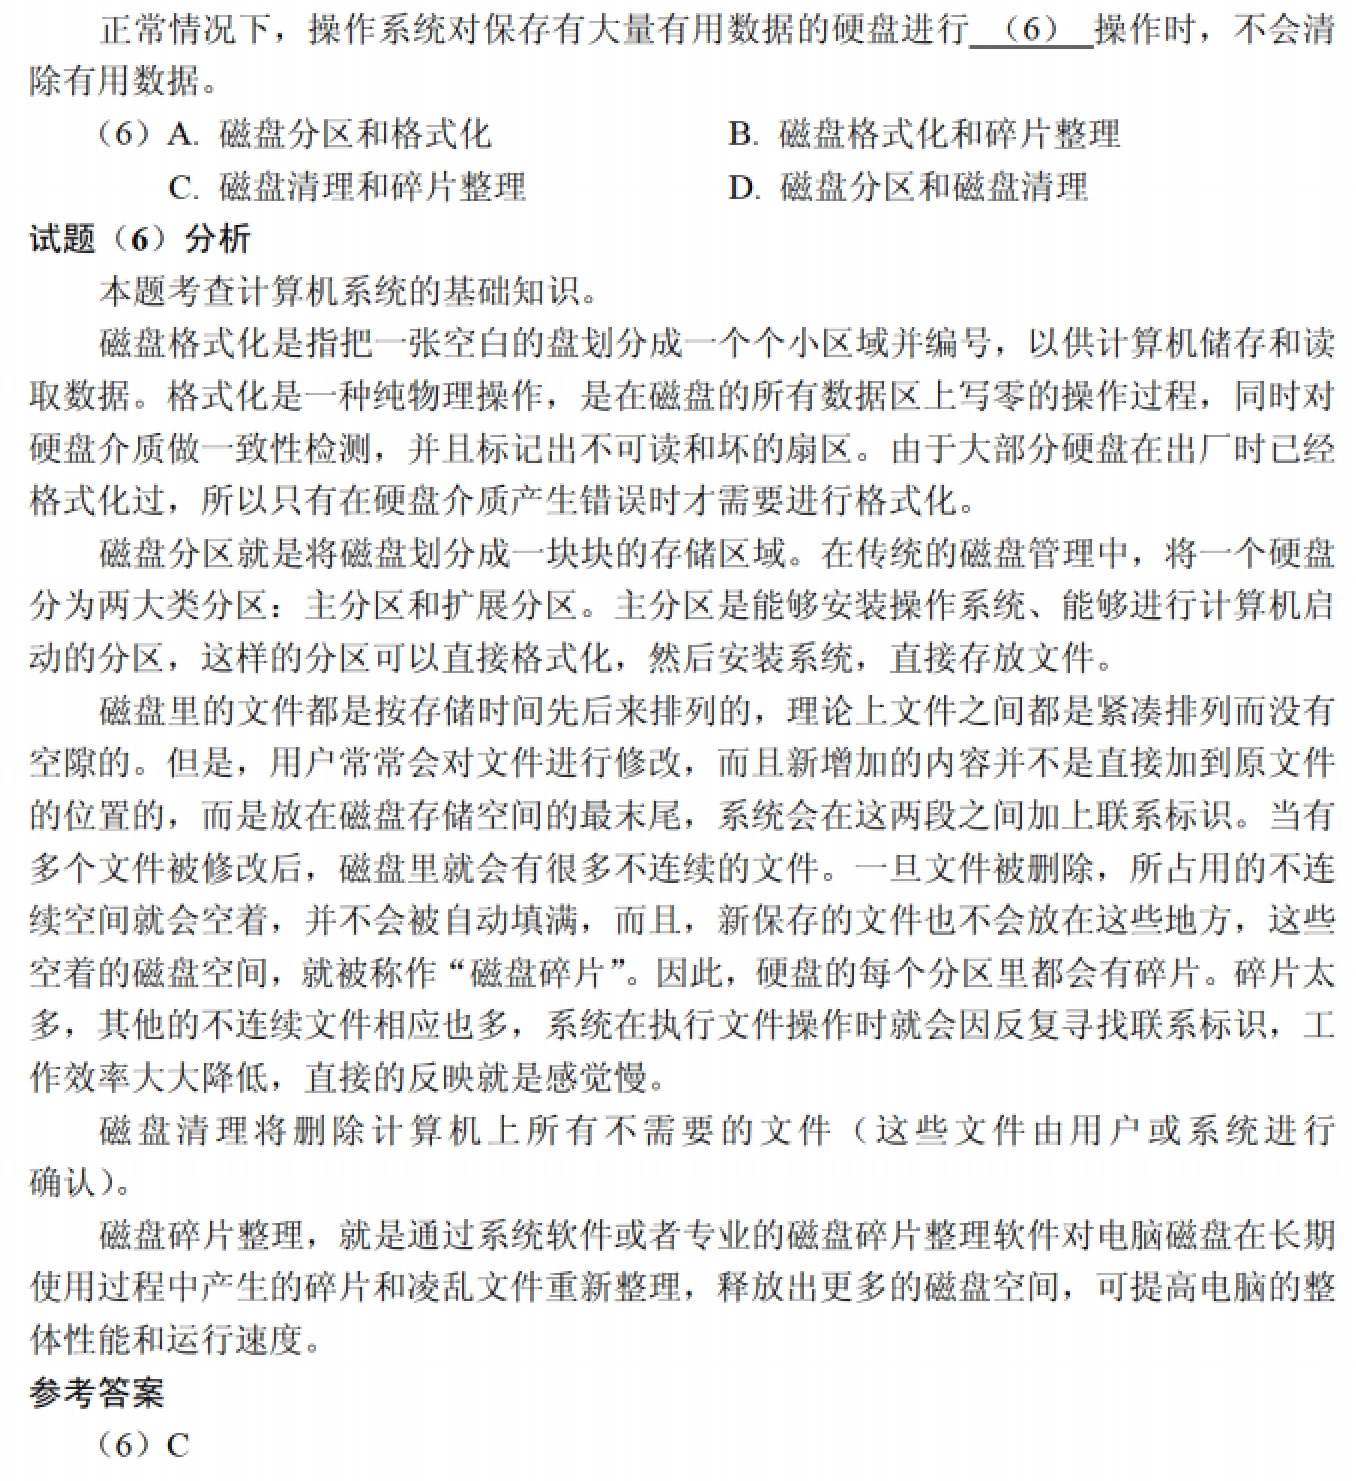 正常情况下，操作系统对保存有大量有用数据的硬盘进行 （6） 操作时，不会清
除有用数据。
（6）A. 磁盘分区和格式化 B. 磁盘格式化和碎片整理
C. 磁盘清理和碎片整理 D. 磁盘分区和磁盘清理
试题（6）分析
本题考查计算机系统的基础知识。
磁盘格式化是指把一张空白的盘划分成一个个小区域并编号，以供计算机储存和读
取数据。格式化是一种纯物理操作，是在磁盘的所有数据区上写零的操作过程，同时对
硬盘介质做一致性检测，并且标记出不可读和坏的扇区。由于大部分硬盘在出厂时已经
格式化过，所以只有在硬盘介质产生错误时才需要进行格式化。
磁盘分区就是将磁盘划分成一块块的存储区域。在传统的磁盘管理中，将一个硬盘
分为两大类分区：主分区和扩展分区。主分区是能够安装操作系统、能够进行计算机启
动的分区，这样的分区可以直接格式化，然后安装系统，直接存放文件。
磁盘里的文件都是按存储时间先后来排列的，理论上文件之间都是紧凑排列而没有
空隙的。但是，用户常常会对文件进行修改，而且新增加的内容并不是直接加到原文件
的位置的，而是放在磁盘存储空间的最末尾，系统会在这两段之间加上联系标识。当有
多个文件被修改后，磁盘里就会有很多不连续的文件。一旦文件被删除，所占用的不连
续空间就会空着，并不会被自动填满，而且，新保存的文件也不会放在这些地方，这些
空着的磁盘空间，就被称作“磁盘碎片”。因此，硬盘的每个分区里都会有碎片。碎片太
多，其他的不连续文件相应也多，系统在执行文件操作时就会因反复寻找联系标识，工
作效率大大降低，直接的反映就是感觉慢。
磁盘清理将删除计算机上所有不需要的文件（这些文件由用户或系统进行
确认）。
磁盘碎片整理，就是通过系统软件或者专业的磁盘碎片整理软件对电脑磁盘在长期
使用过程中产生的碎片和凌乱文件重新整理，释放出更多的磁盘空间，可提高电脑的整
体性能和运行速度。
参考答案
（6）C